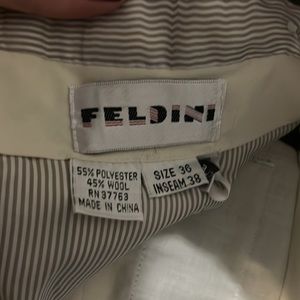 FELDINI
55% POLYESTER
45% WOOL
RN 37763
MADE IN CHINA
SIZE 36
INSEAM 38